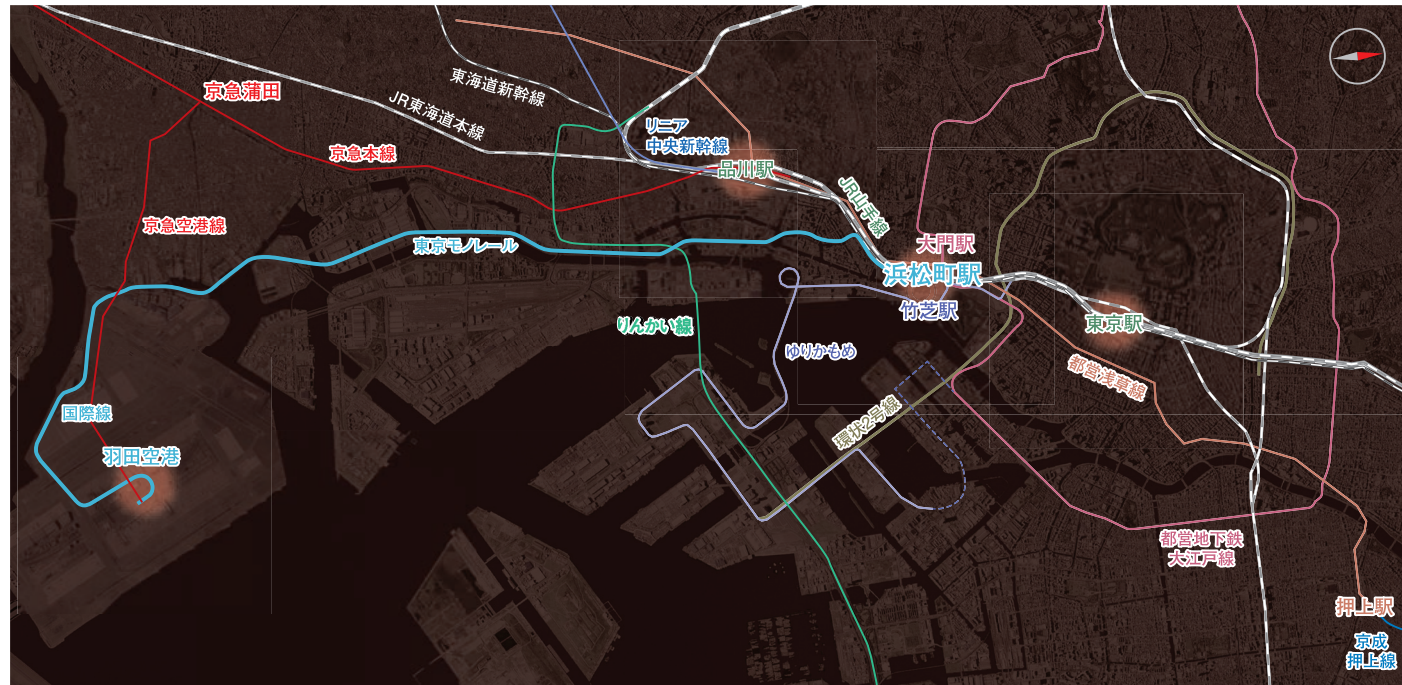 京急蒲田
東海道新幹線
JR東海道本線
リニア
中央新幹線
京急本線
品川駅
JR山手線
京急空港線
東京モノレール
大門駅
浜松町駅
竹芝駅
りんかい線
東京駅
ゆりかもめ
都営浅草線
国際線
環状2号線
羽田空港
都営地下鉄
大江戸線
押上駅
京成
押上線